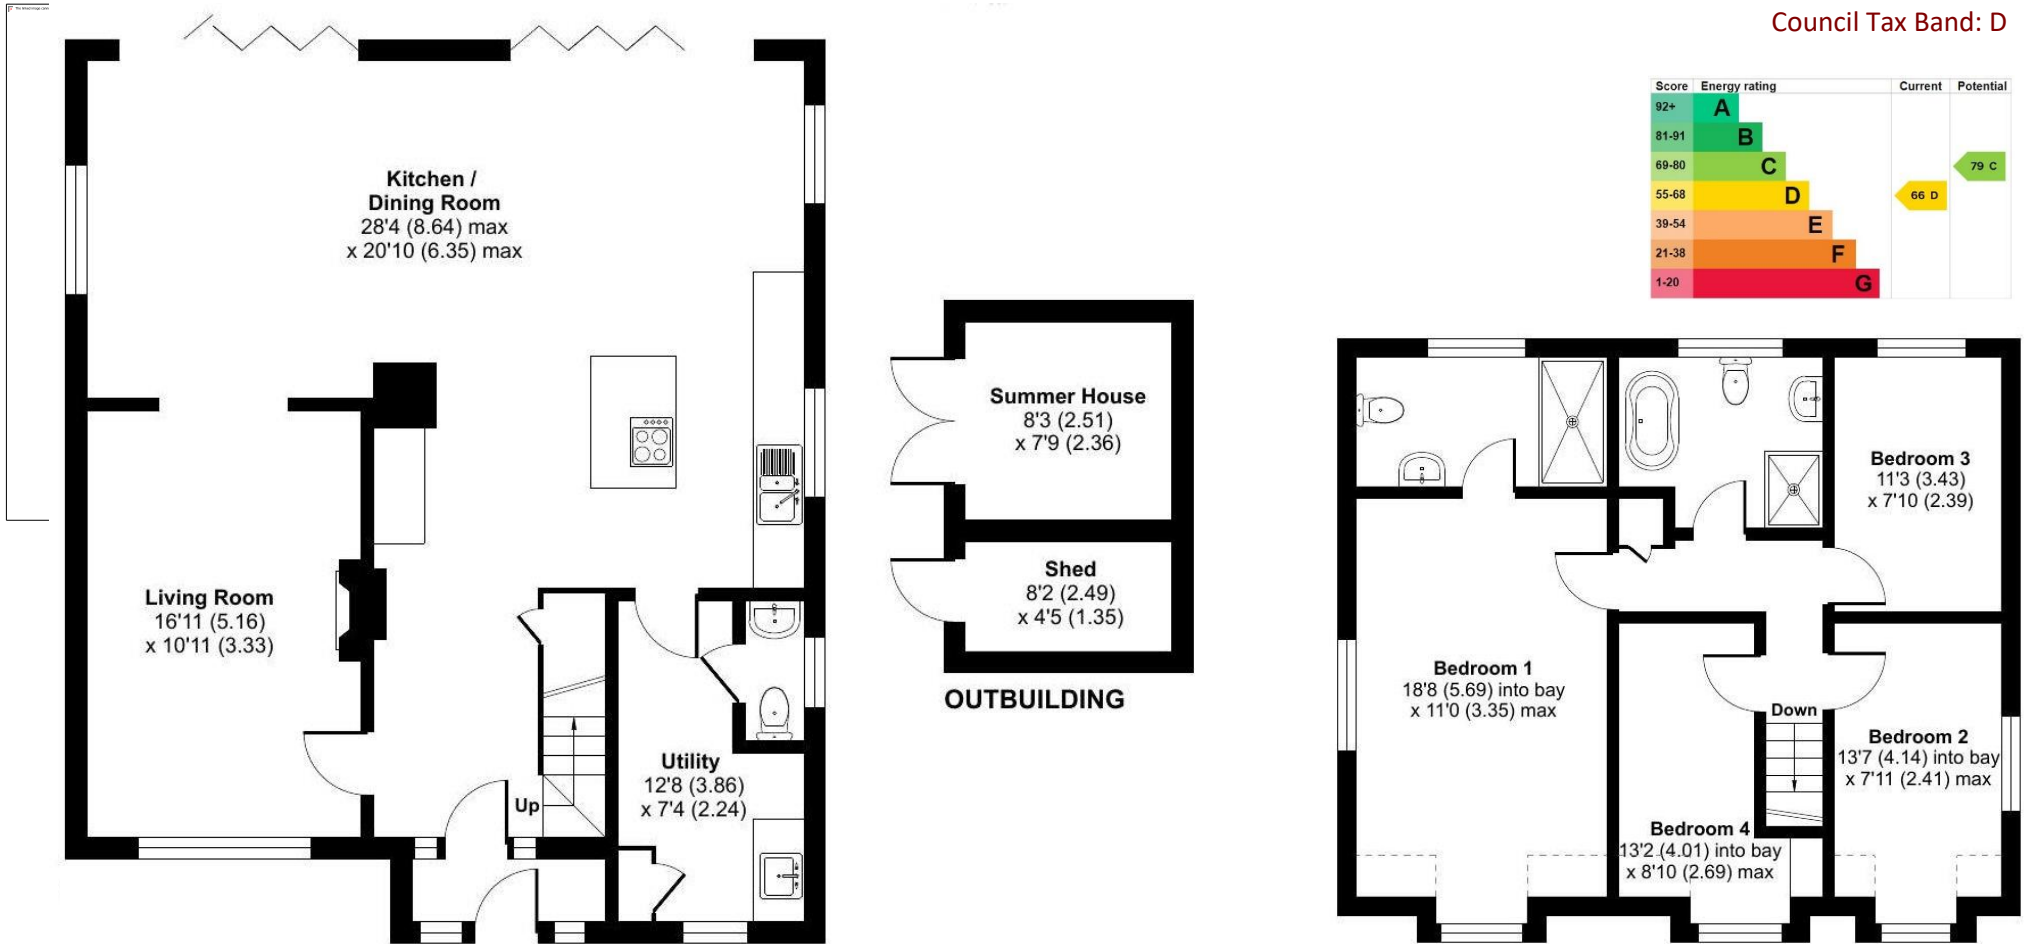 Council Tax Band: D
Score Energy rating Current Potential
92+ A
81-91 B
69-80 C 79 C
55-68 D 66 D
39-54 E
21-38 F
1-20 G
Kitchen /
Dining Room
28'4 (8.64) max
x 20'10 (6.35) max
Living Room
16'11 (5.16)
x 10'11 (3.33)
Up
Utility
12'8 (3.86)
x 7'4 (2.24)
Summer House
8'3 (2.51)
x 7'9 (2.36)
Shed
8'2 (2.49)
x 4'5 (1.35)
OUTBUILDING
Bedroom 3
11'3 (3.43)
x 7'10 (2.39)
Bedroom 1
18'8 (5.69) into bay
x 11'0 (3.35) max
Down
Bedroom 2
13'7 (4.14) into bay
x 7'11 (2.41) max
Bedroom 4
13'2 (4.01) into bay
x 8'10 (2.69) max